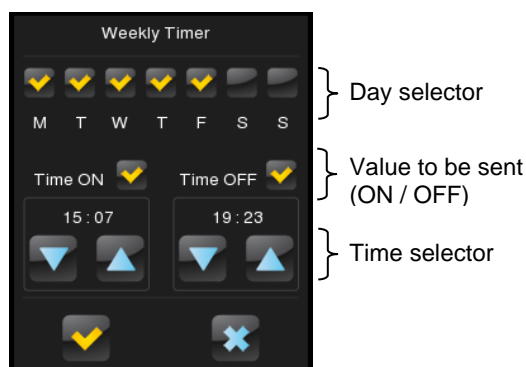 Weekly Timer
M T W T F S S
Day selector
Time ON Time OFF
Value to be sent
(ON / OFF)
15:07 19:23
Time selector